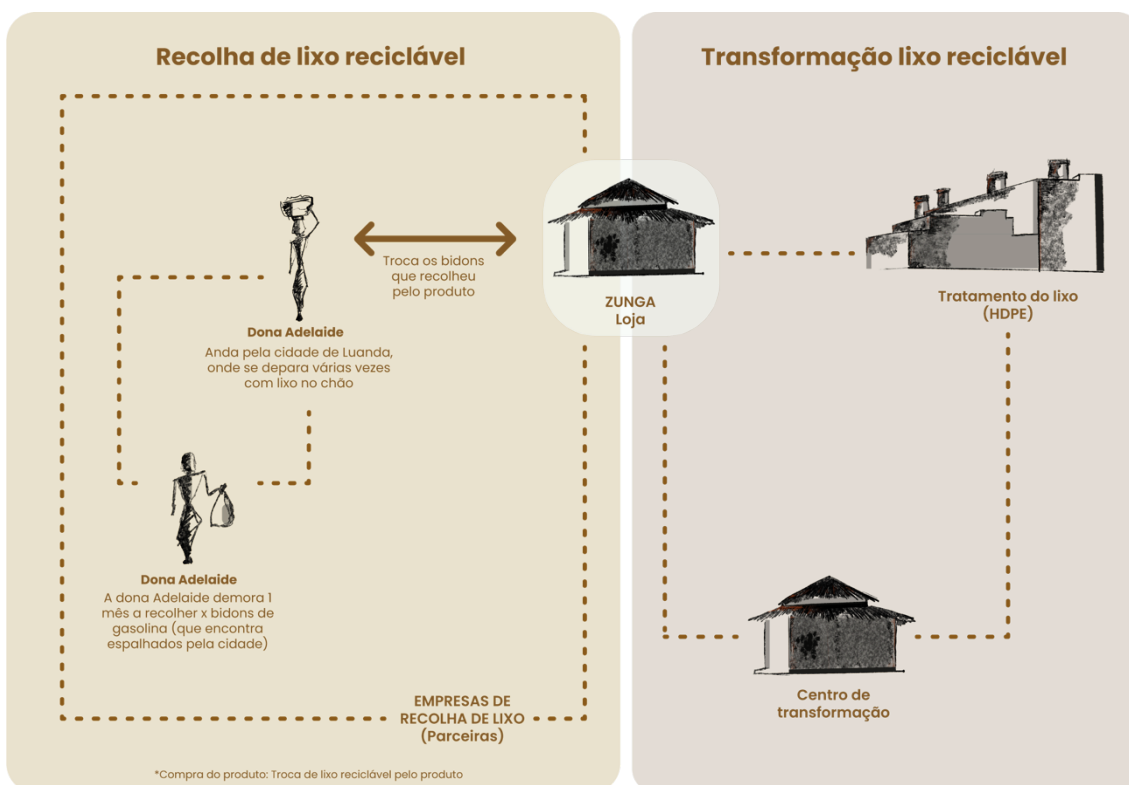 Recolha de lixo reciclável
Transformação lixo reciclável
Troca os bidons
que recolheu
pelo produto
ZUNGA
Loja
Tratamento do lixo
(HDPE)
Dona Adelaide
Anda pela cidade de Luanda,
onde se depara várias vezes
com lixo no chão
Dona Adelaide
A dona Adelaide demora 1
mês a recolher x bidons de
gasolina (que encontra
espalhados pela cidade)
Centro de
transformação
EMPRESAS DE
RECOLHA DE LIXO
(Parceiras)
*Compra do produto: Troca de lixo reciclável pelo produto